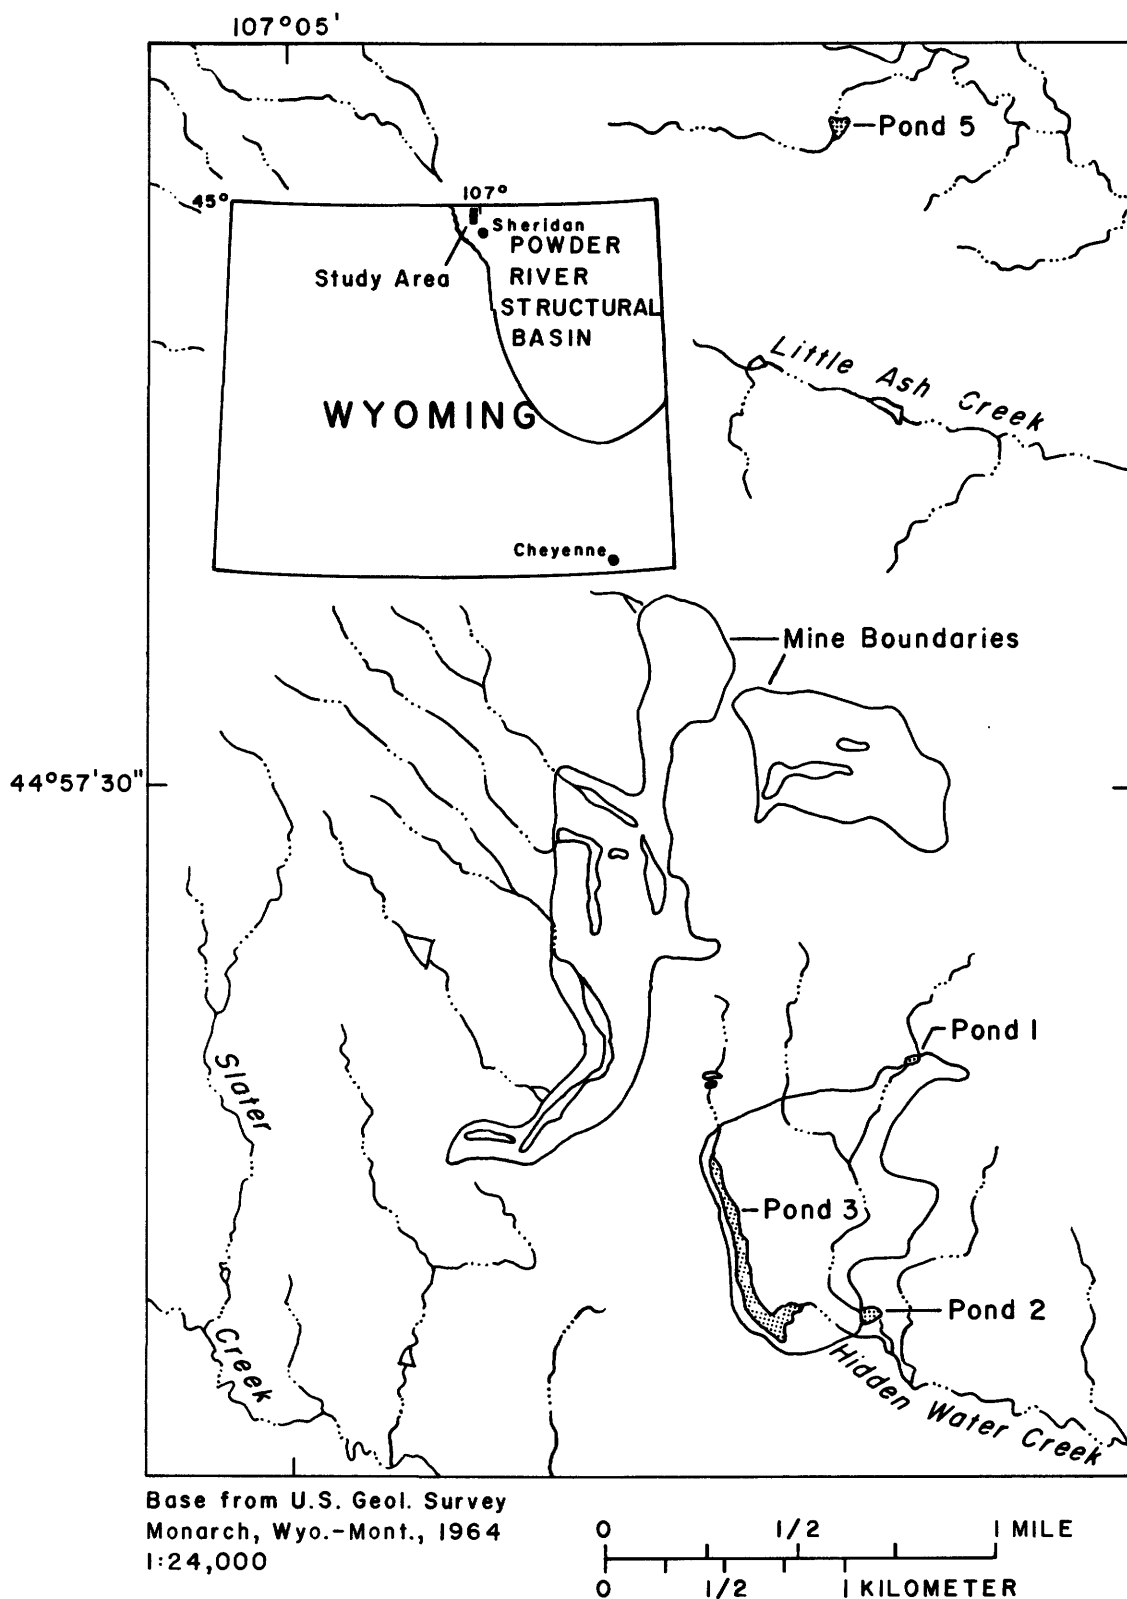 107°05'
Pond 5
45°
107°
Sheridan
POWDER
RIVER
STRUCTURAL
BASIN
Study Area
WYOMING
Cheyenne
Little Ash Creek
Mine Boundaries
44°57'30"
Pond 1
Slater
Creek
Pond 3
Pond 2
Hidden Water Creek
Base from U.S. Geol. Survey
Monarch, Wyo.-Mont., 1964
1:24,000
0 1/2 1 MILE
0 1/2 1 KILOMETER